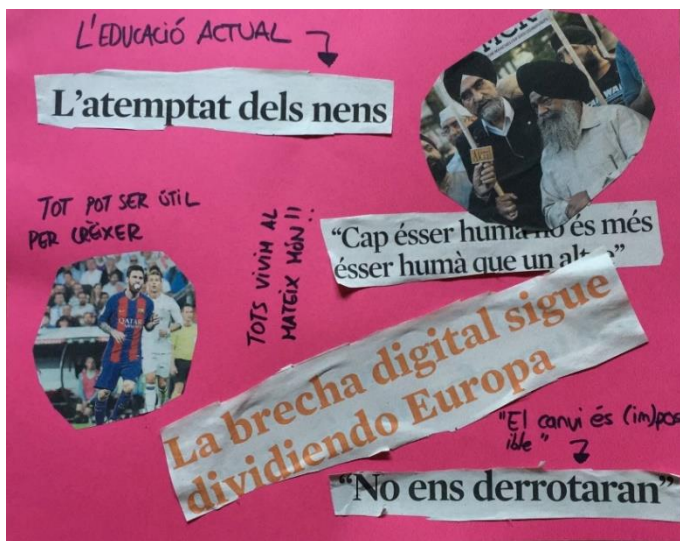 L'EDUCACIÓ ACTUAL
L'atemptat dels nens
TOT POT SER ÚTIL
PER CRÉXER
TOTS VIVIM AL
MATEIX MÓN!!
"Cap ésser humà no és més
ésser humà que un altre"
La brecha digital sigue
dividiendo Europa
"El canvi és (im)pos
ible"
"No ens derrotaran"